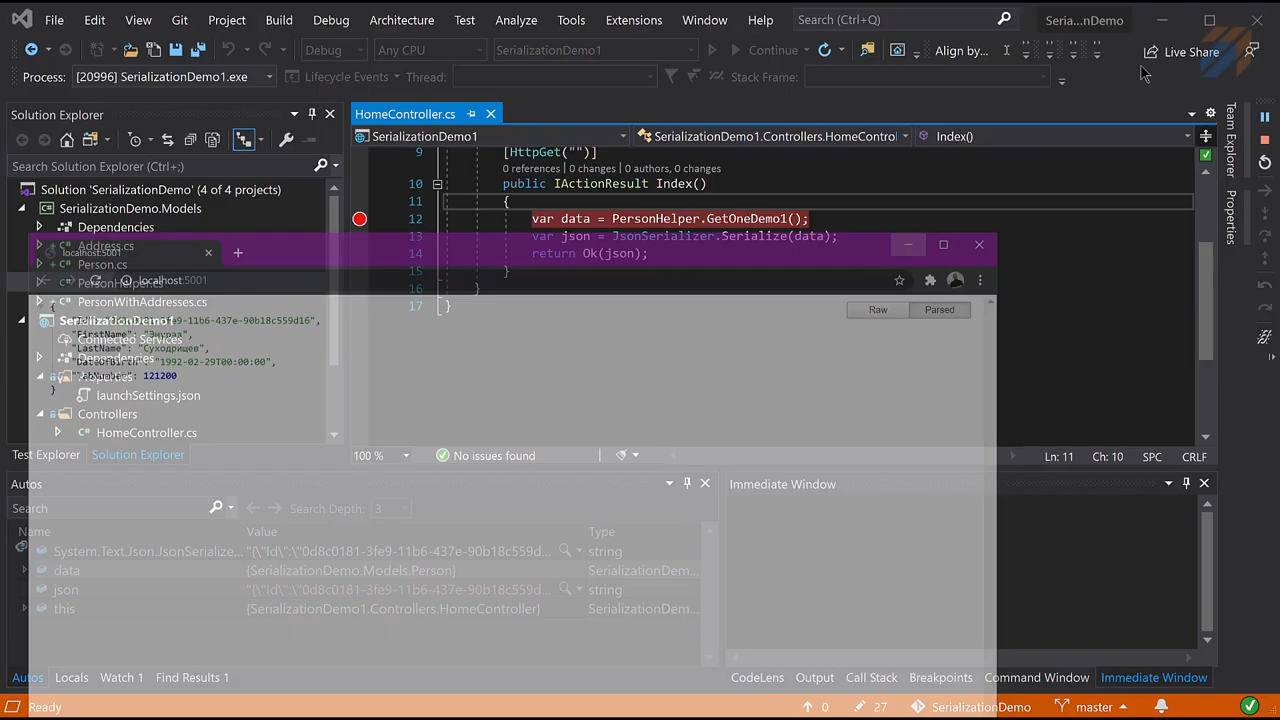 File Edit View Git Project Build Debug Architecture Test Analyze Tools Extensions Window Help Search (Ctrl+Q) Seria...nDemo
Debug Any CPU SerializationDemo1 Continue Align by... Live Share
Process: [20996] SerializationDemo1.exe Lifecycle Events Thread: Stack Frame:
Solution Explorer
Search Solution Explorer (Ctrl+;)
Solution 'SerializationDemo' (4 of 4 projects)
SerializationDemo.Models
Dependencies
Address.cs
Person.cs
PersonHelper.cs
PersonWithAddresses.cs
SerializationDemo1
Connected Services
Dependencies
Properties
launchSettings.json
Controllers
HomeController.cs
Test Explorer Solution Explorer
HomeController.cs
SerializationDemo1 SerializationDemo1.Controllers.HomeContro Index()
9 [HttpGet("")]
0 references | 0 changes | 0 authors, 0 changes
10 public IActionResult Index()
11 {
12 var data = PersonHelper.GetOneDemo1();
13 var json = JsonSerializer.Serialize(data);
14 return Ok(json);
15 }
16 }
17 }
100 % No issues found Ln: 11 Ch: 10 SPC CRLF
Team Explorer
Properties
localhost:5001
localhost:5001
Raw Parsed
{
-11b6-437e-90b18c559d16",
"FirstName":
"LastName": "Суходрищев",
"1992-02-29T00:00:00",
121200
}
Autos
Search Search Depth: 3
Name Value Type
System.Text.Json.JsonSerialize... "{\"Id\":\"0d8c0181-3fe9-11b6-437e-90b18c559d... string
data {SerializationDemo.Models.Person} SerializationDem...
json "{\"Id\":\"0d8c0181-3fe9-11b6-437e-90b18c559d... string
this {SerializationDemo1.Controllers.HomeController} SerializationDem...
Autos Locals Watch 1 Find Results 1
Immediate Window
CodeLens Output Call Stack Breakpoints Command Window Immediate Window
Ready 0 27 SerializationDemo master